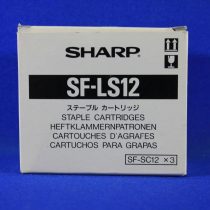 SHARP
SF-LS12
ステープル カートリッジ
STAPLE CARTRIDGES
HEFTKLAMMERNPATRONEN
CARTOUCHES D'AGRAFES
CARTUCHOS PARA GRAPAS
SF-SC12 ×3